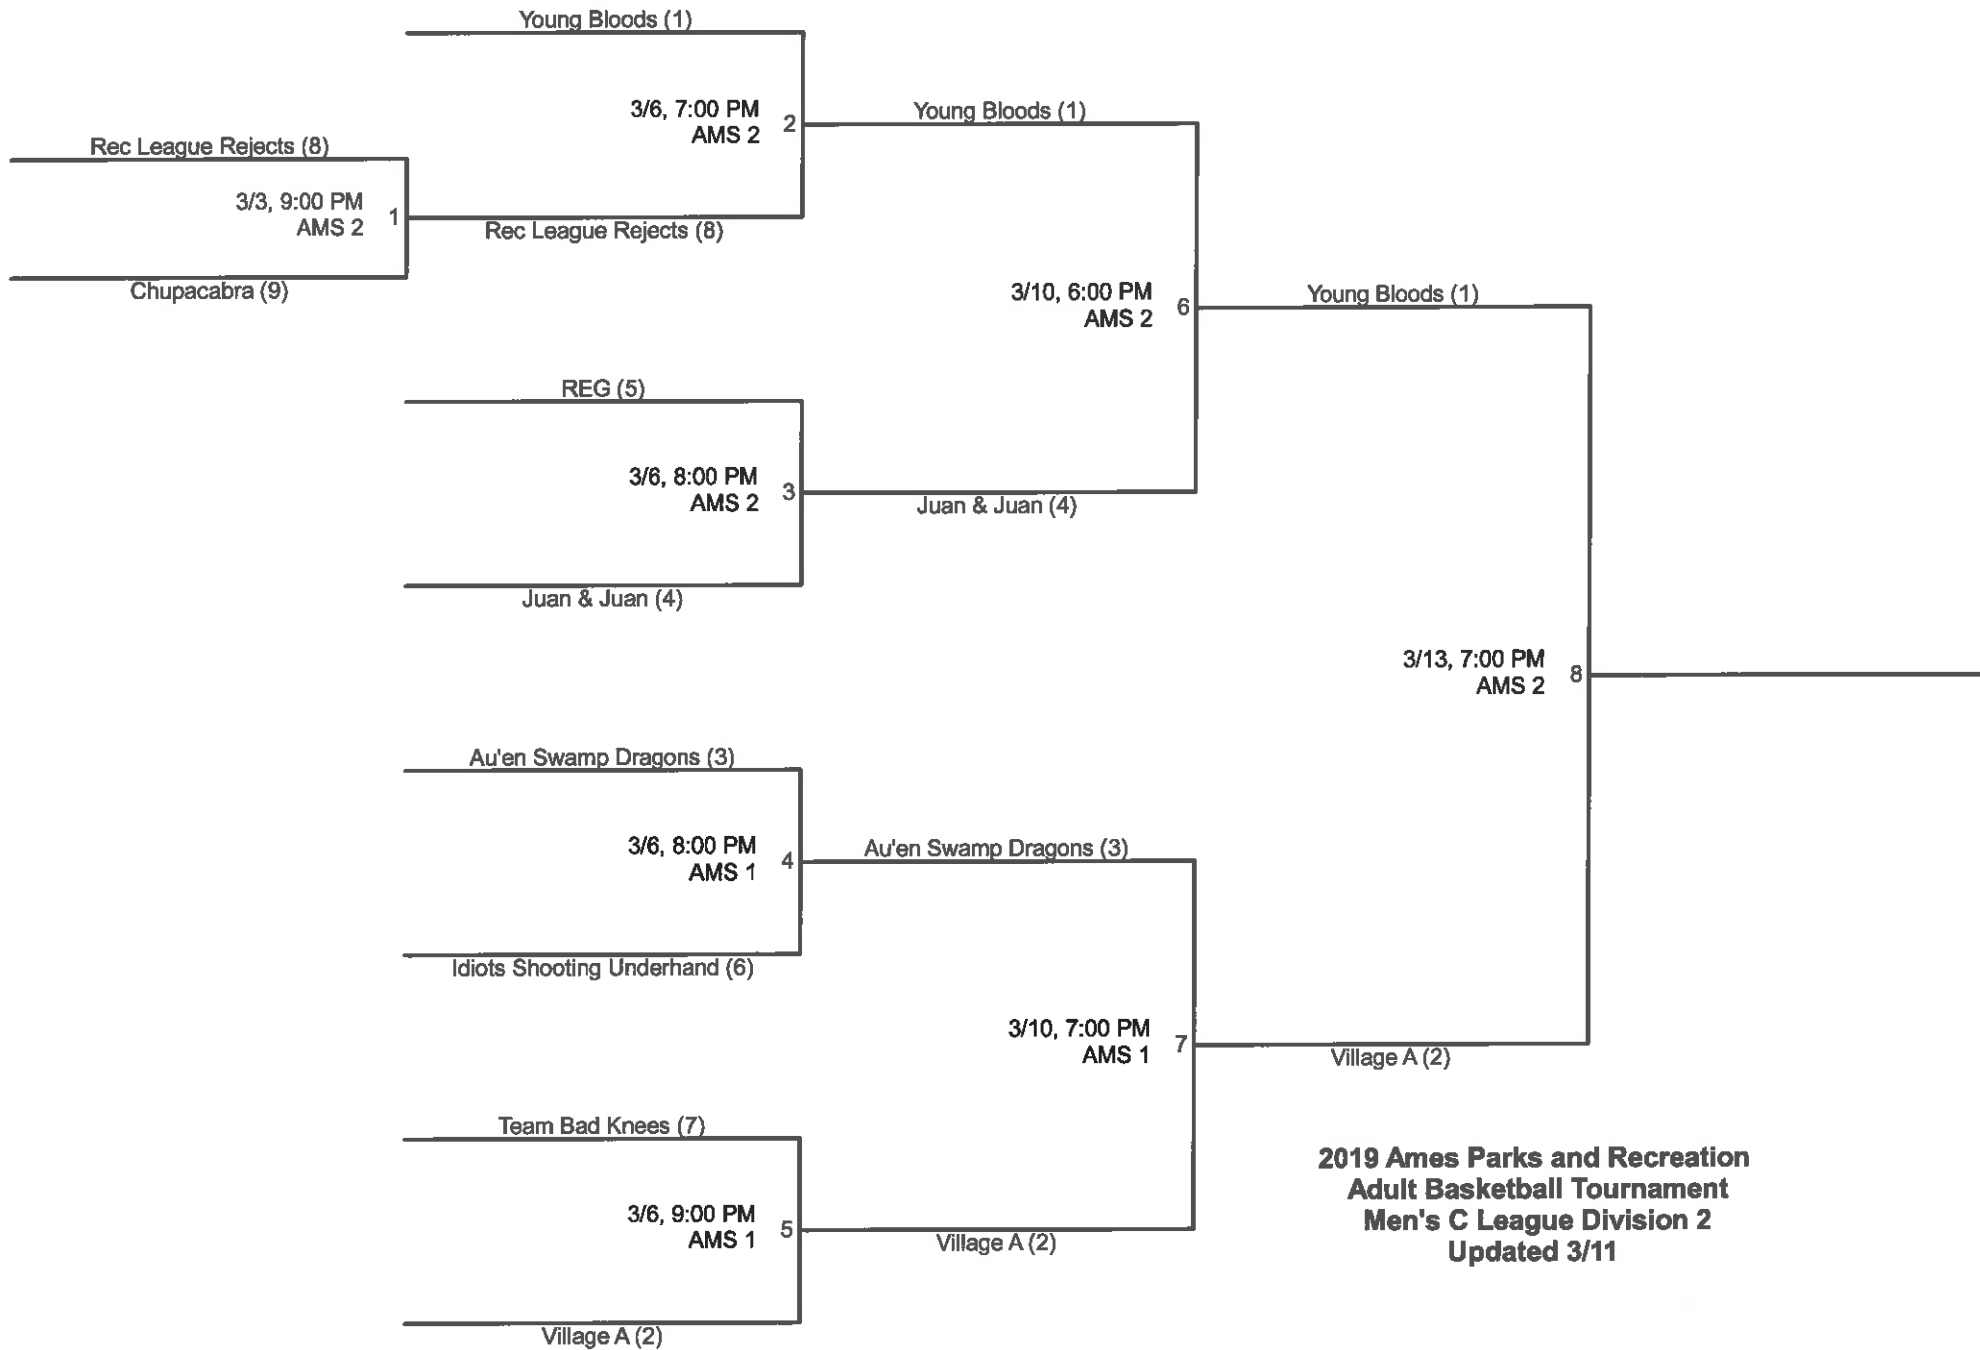 Young Bloods (1)
3/6, 7:00 PM
AMS 2
2
Young Bloods (1)
Rec League Rejects (8)
3/3, 9:00 PM
AMS 2
1
Rec League Rejects (8)
Chupacabra (9)
3/10, 6:00 PM
AMS 2
6
Young Bloods (1)
REG (5)
3/6, 8:00 PM
AMS 2
3
Juan & Juan (4)
Juan & Juan (4)
3/13, 7:00 PM
AMS 2
8
Au'en Swamp Dragons (3)
3/6, 8:00 PM
AMS 1
4
Au'en Swamp Dragons (3)
Idiots Shooting Underhand (6)
3/10, 7:00 PM
AMS 1
7
Village A (2)
Team Bad Knees (7)
3/6, 9:00 PM
AMS 1
5
Village A (2)
Village A (2)
2019 Ames Parks and Recreation
Adult Basketball Tournament
Men's C League Division 2
Updated 3/11